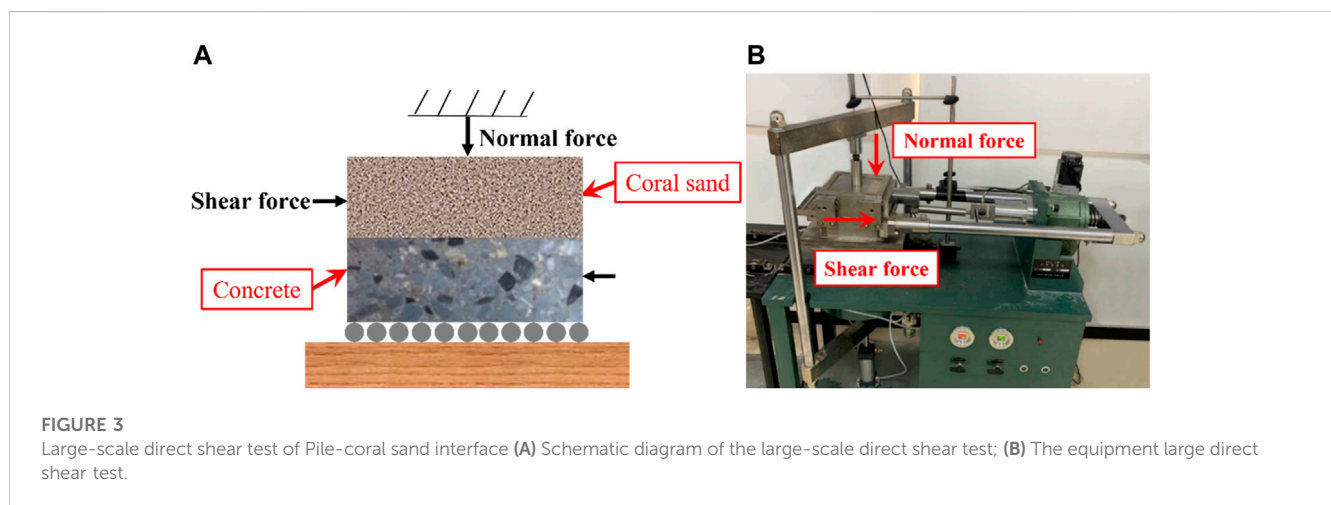 A
Normal force
Shear force
Coral sand
Concrete
B
Normal force
Shear force
FIGURE 3
Large-scale direct shear test of Pile-coral sand interface (A) Schematic diagram of the large-scale direct shear test; (B) The equipment large direct
shear test.